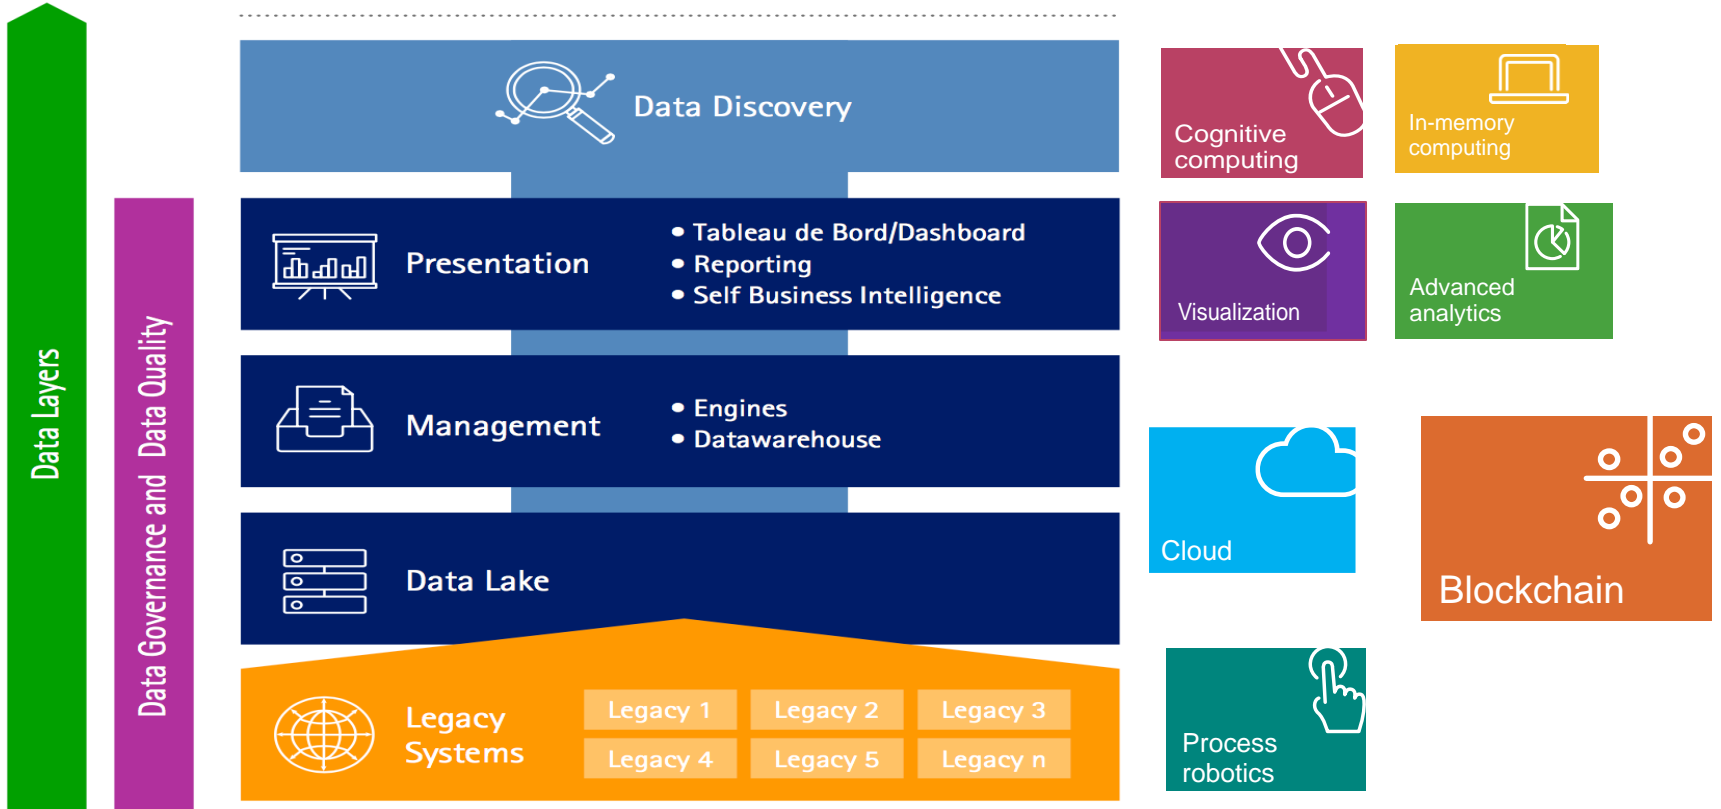 Data Layers
Data Governance and Data Quality
Data Discovery
Presentation
• Tableau de Bord/Dashboard
• Reporting
• Self Business Intelligence
Management
• Engines
• Datawarehouse
Data Lake
Legacy
Systems
Legacy 1
Legacy 2
Legacy 3
Legacy 4
Legacy 5
Legacy n
Cognitive
computing
In-memory
computing
Visualization
Advanced
analytics
Cloud
Blockchain
Process
robotics